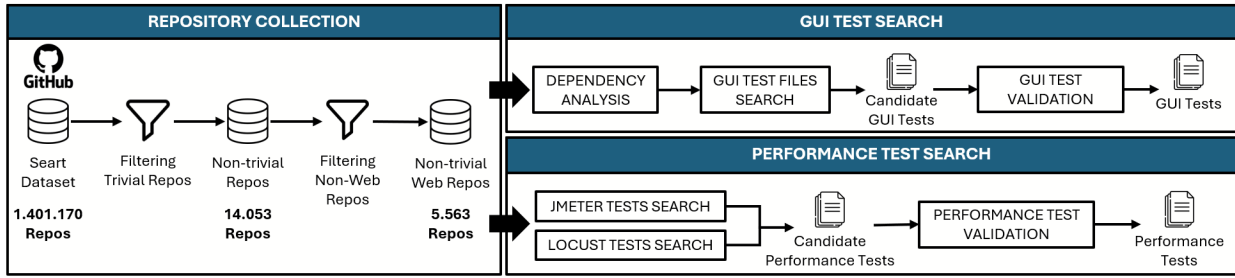 REPOSITORY COLLECTION
GitHub
Seart
Dataset
1.401.170
Repos
Filtering
Trivial Repos
Non-trivial
Repos
14.053
Repos
Filtering
Non-Web
Repos
Non-trivial
Web Repos
5.563
Repos
GUI TEST SEARCH
DEPENDENCY
ANALYSIS
GUI TEST FILES
SEARCH
Candidate
GUI Tests
GUI TEST
VALIDATION
GUI Tests
PERFORMANCE TEST SEARCH
JMETER TESTS SEARCH
LOCUST TESTS SEARCH
Candidate
Performance Tests
PERFORMANCE TEST
VALIDATION
Performance
Tests